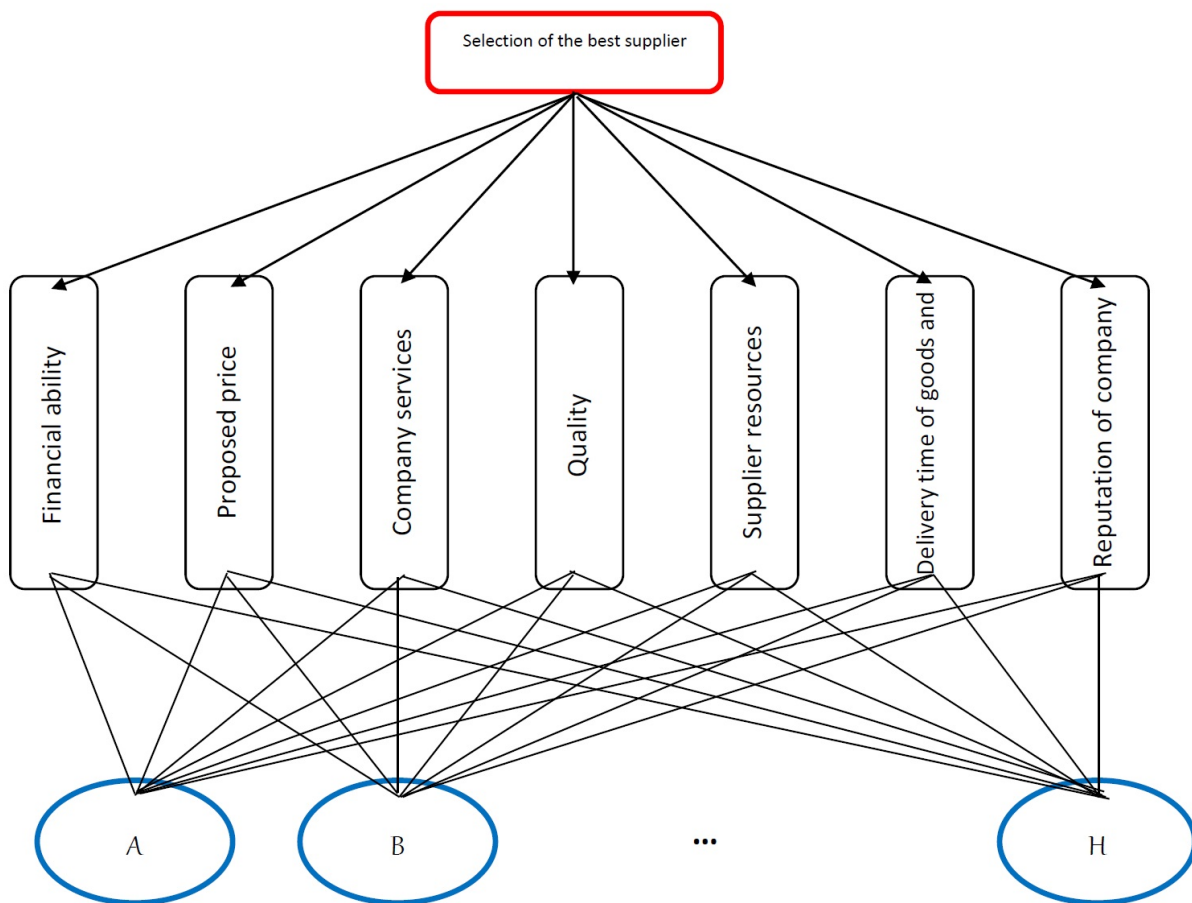 Selection of the best supplier
Financial ability
Proposed price
Company services
Quality
Supplier resources
Delivery time of goods and
Reputation of company
A
B
...
H